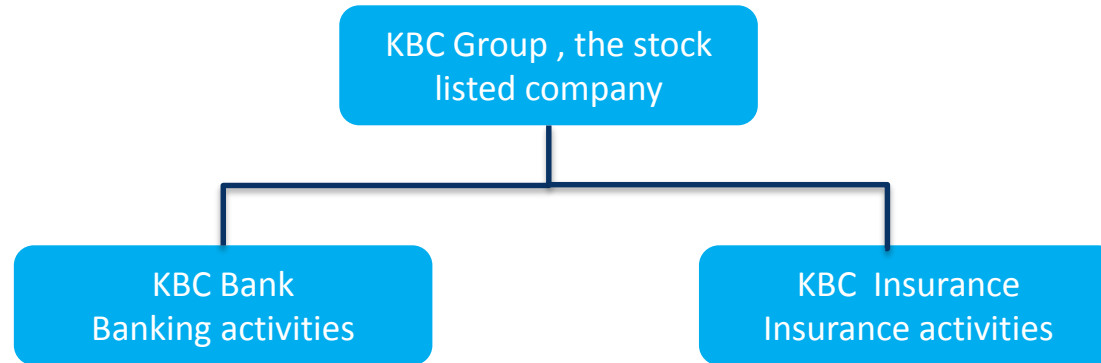 KBC Group , the stock
listed company
KBC Bank
Banking activities
KBC Insurance
Insurance activities